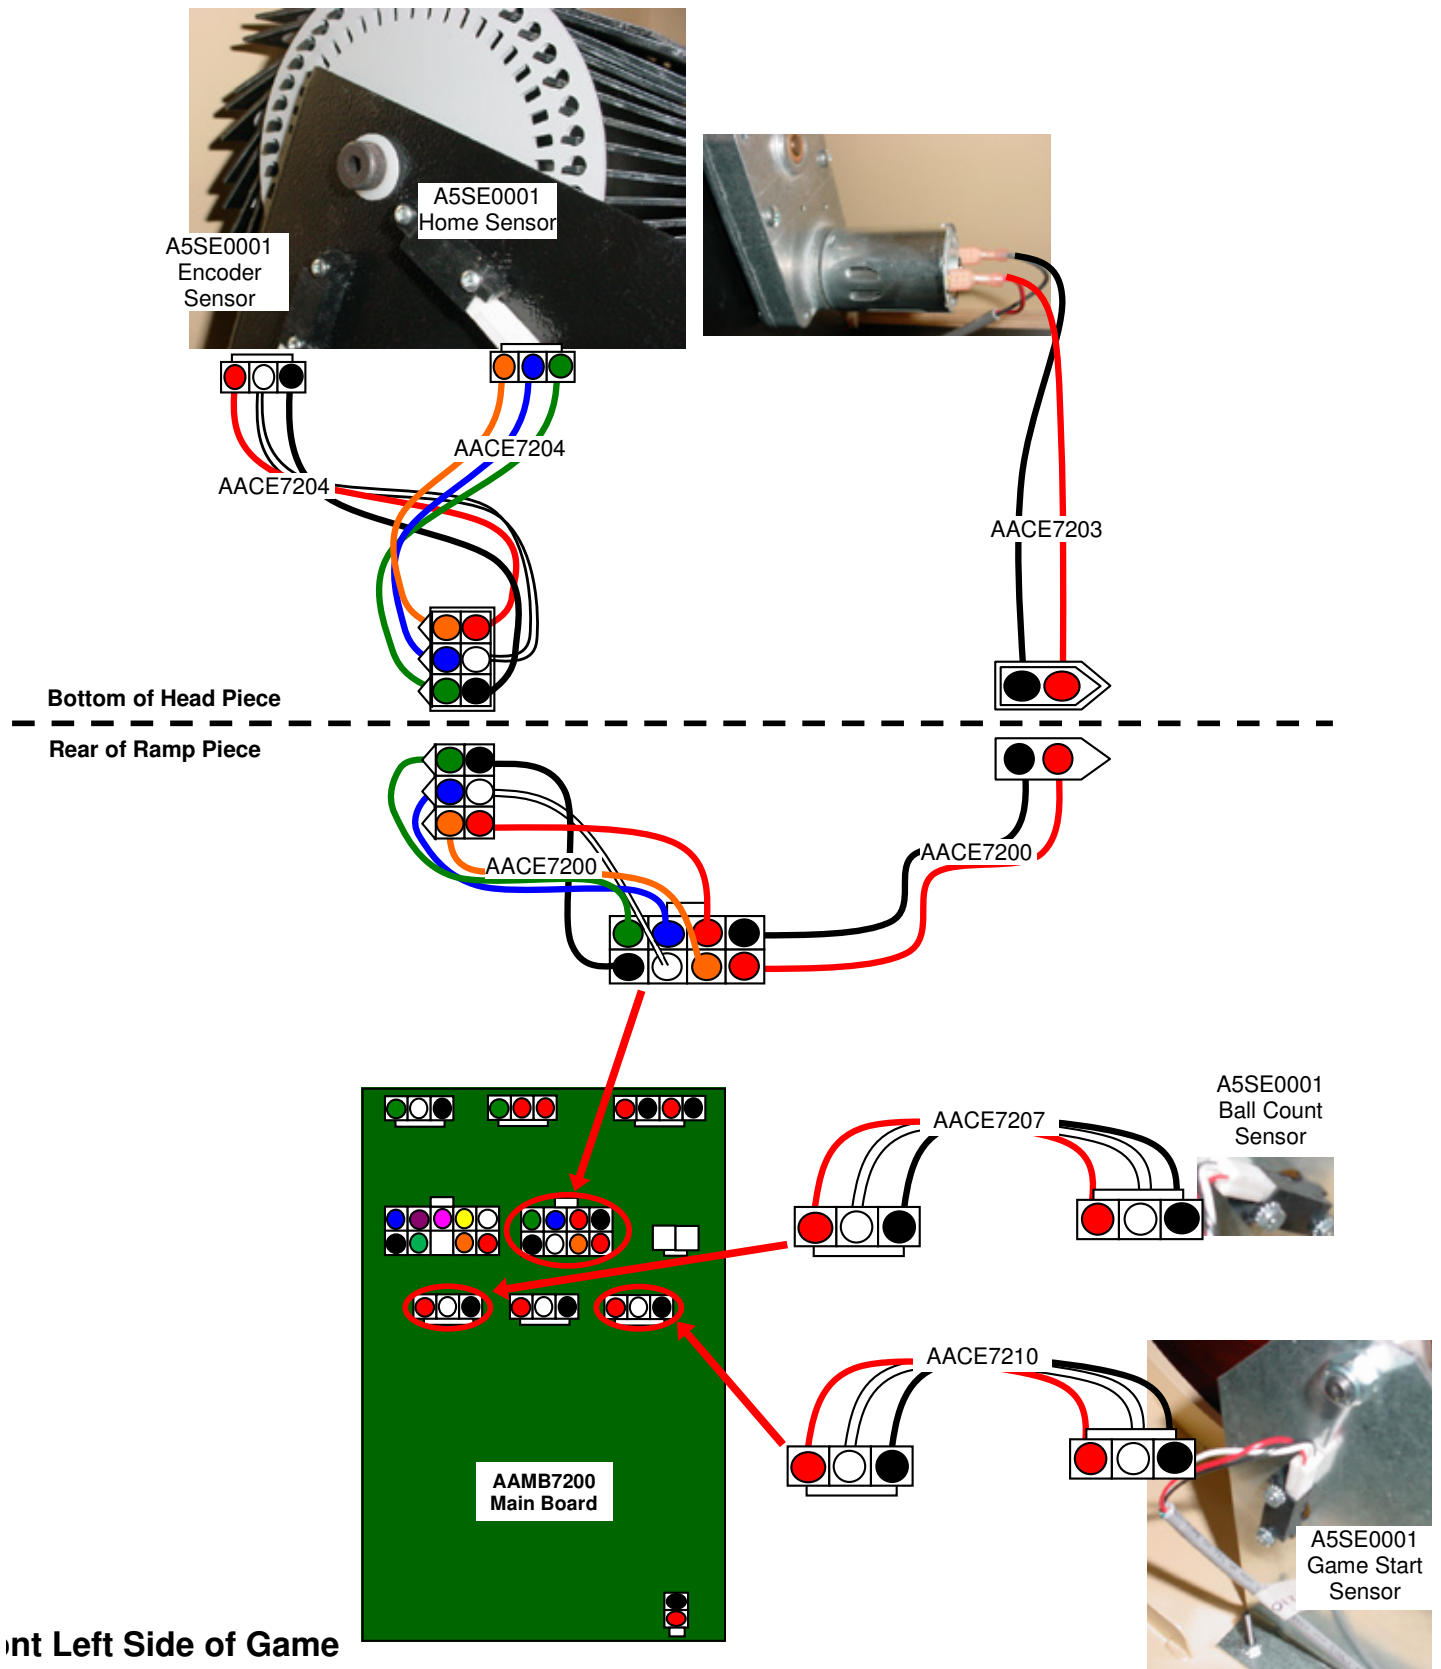 A5SE0001
Home Sensor
A5SE0001
Encoder
Sensor
AACE7204
AACE7204
AACE7203
Bottom of Head Piece
Rear of Ramp Piece
AACE7200
AACE7200
A5SE0001
Ball Count
Sensor
AACE7207
AACE7210
AAMB7200
Main Board
A5SE0001
Game Start
Sensor
nt Left Side of Game